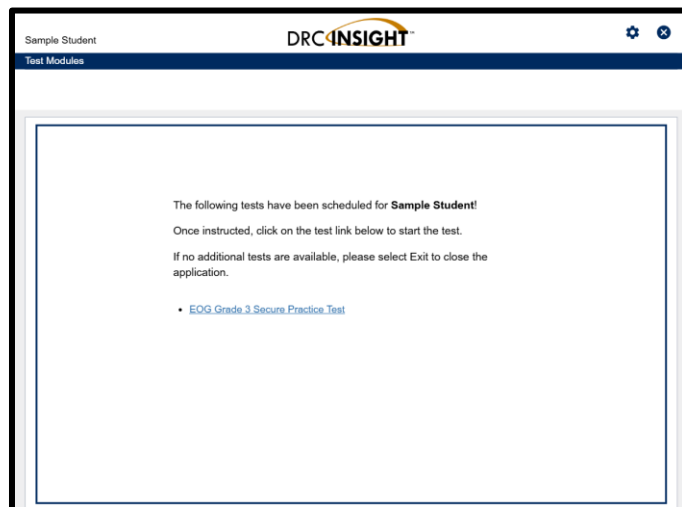 Sample Student
DRC INSIGHT™
Test Modules
The following tests have been scheduled for Sample Student!
Once instructed, click on the test link below to start the test.
If no additional tests are available, please select Exit to close the
application.
• EOG Grade 3 Secure Practice Test